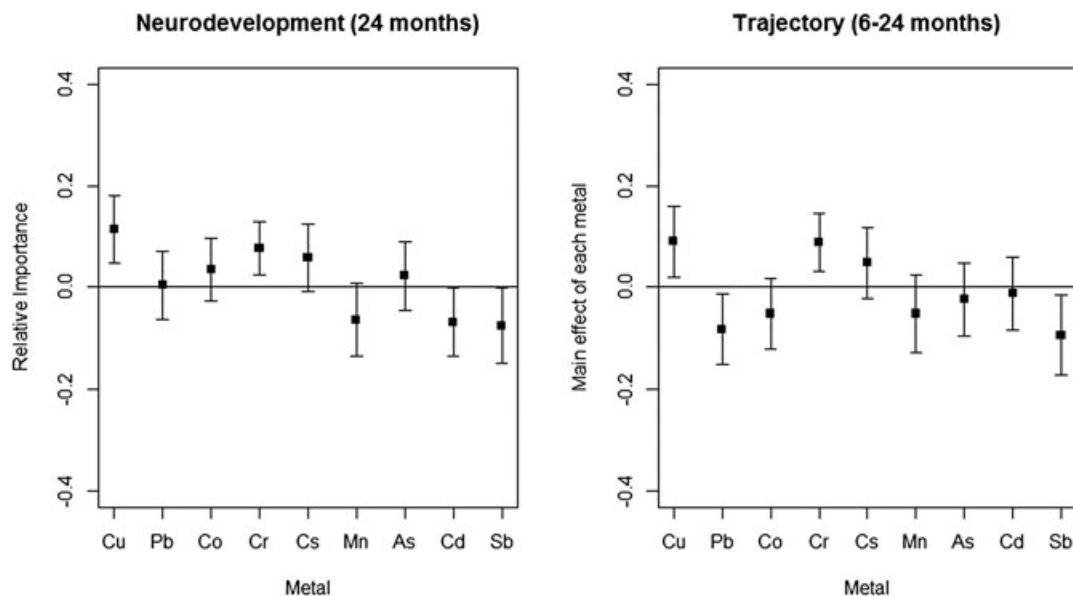 Neurodevelopment (24 months)
Relative Importance
0.4
0.2
0.0
-0.2
-0.4
Cu Pb Co Cr Cs Mn As Cd Sb
Metal
Trajectory (6-24 months)
Main effect of each metal
0.4
0.2
0.0
-0.2
-0.4
Cu Pb Co Cr Cs Mn As Cd Sb
Metal